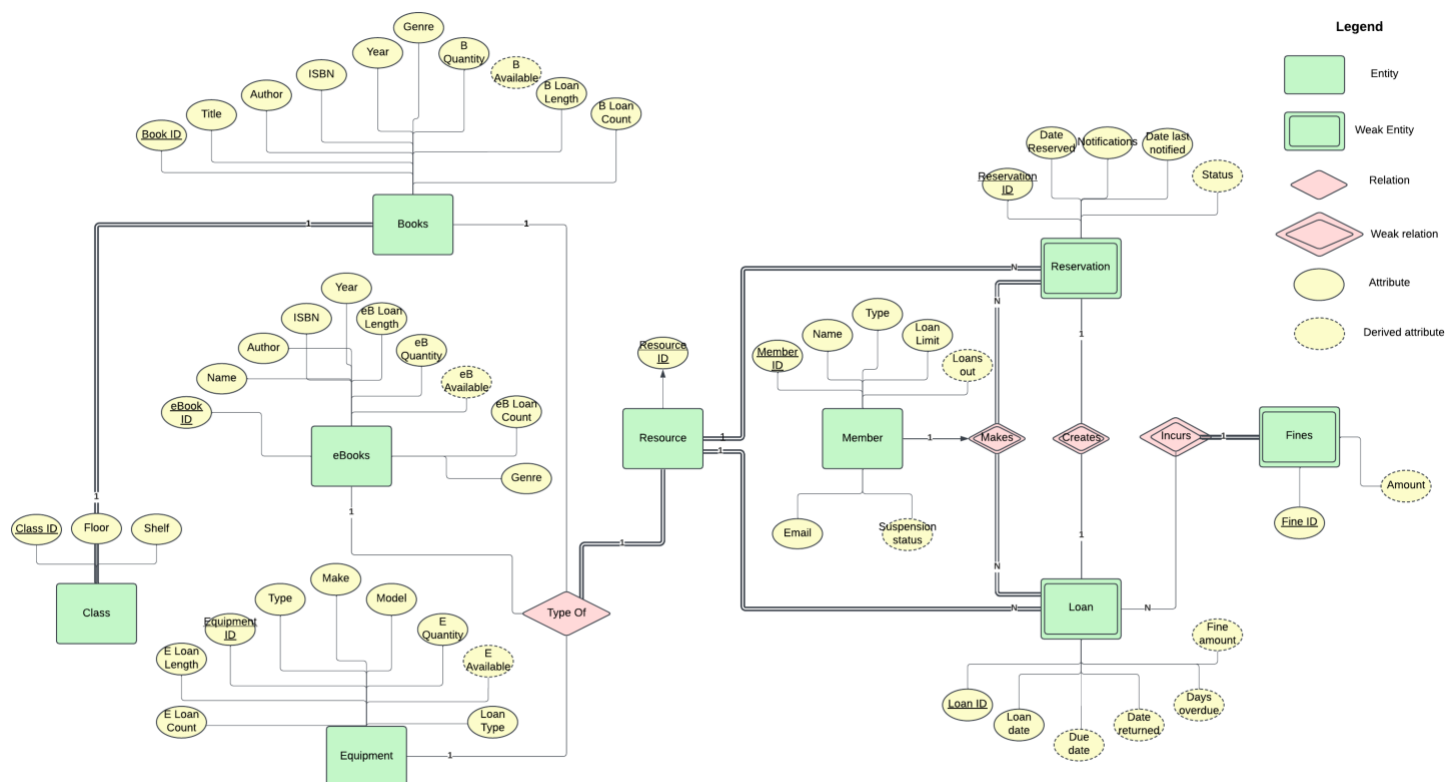 Legend
Entity
Weak Entity
Relation
Weak relation
Attribute
Derived attribute
Genre
Year
B
Quantity
ISBN
B
Available
Author
B Loan
Length
Title
B Loan
Count
Book ID
Books
1
1
1
Year
ISBN
eB Loan
Length
Author
eB
Quantity
Name
eB
Available
eBook
ID
eB Loan
Count
eBooks
Genre
1
Class ID
Floor
Shelf
Class
Make
Type
Model
Equipment
ID
E
Quantity
E Loan
Length
E
Available
E Loan
Count
Loan
Type
Equipment
1
Type Of
1
Resource
ID
Resource
1
1
Date
Reserved
Notifications
Date last
notified
Reservation
ID
Status
Reservation
N
N
1
Type
Name
Loan
Limit
Member
ID
Loans
out
Member
1
Makes
Creates
Incurs
1
Fines
Email
Suspension
status
Amount
Fine ID
1
N
N
Loan
N
Fine
amount
Loan ID
Loan
date
Due
date
Date
returned
Days
overdue